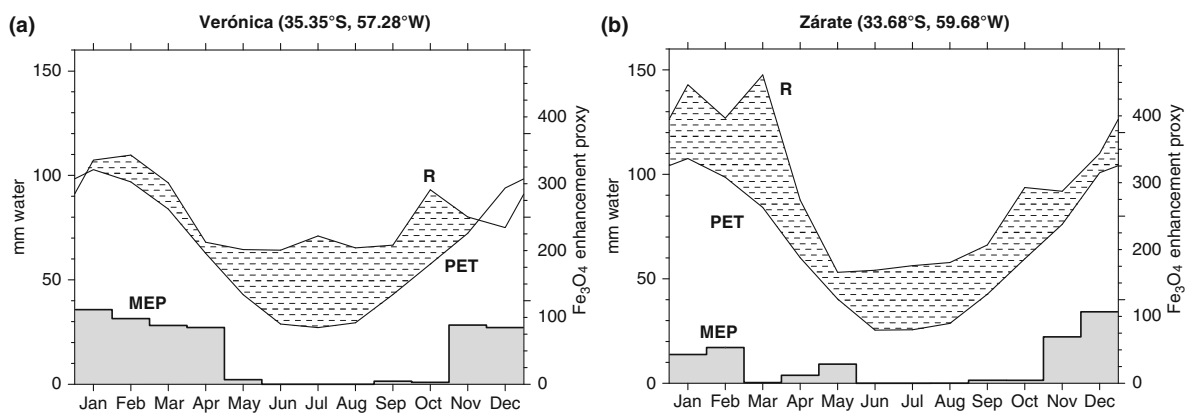 (a)
Verónica (35.35°S, 57.28°W)
150
100
50
0
mm water
R
PET
MEP
400
300
200
100
0
Fe₃O₄ enhancement proxy
Jan Feb Mar Apr May Jun Jul Aug Sep Oct Nov Dec
(b)
Zárate (33.68°S, 59.68°W)
150
100
50
0
mm water
R
PET
MEP
400
300
200
100
0
Fe₃O₄ enhancement proxy
Jan Feb Mar Apr May Jun Jul Aug Sep Oct Nov Dec